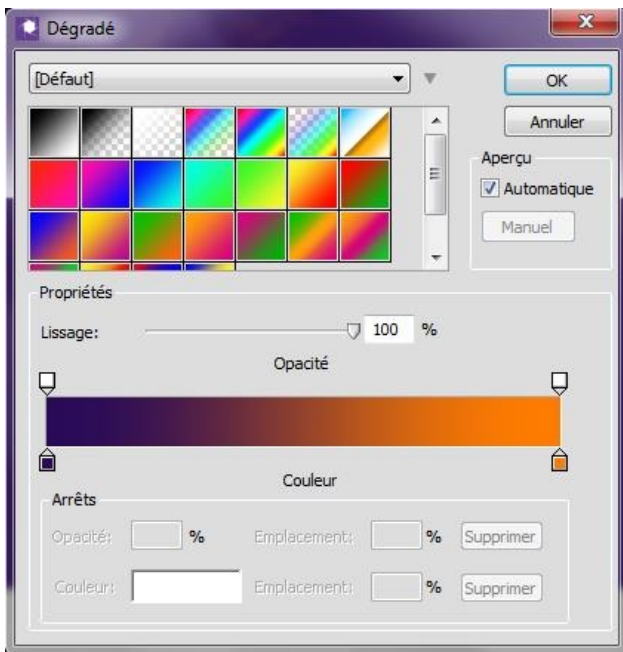 Dégradé
[Défaut]
OK
Annuler
Aperçu
Automatique
Manuel
Propriétés
Lissage: 100 %
Opacité
Couleur
Arrêts
Opacité: % Emplacement: % Supprimer
Couleur: Emplacement: % Supprimer